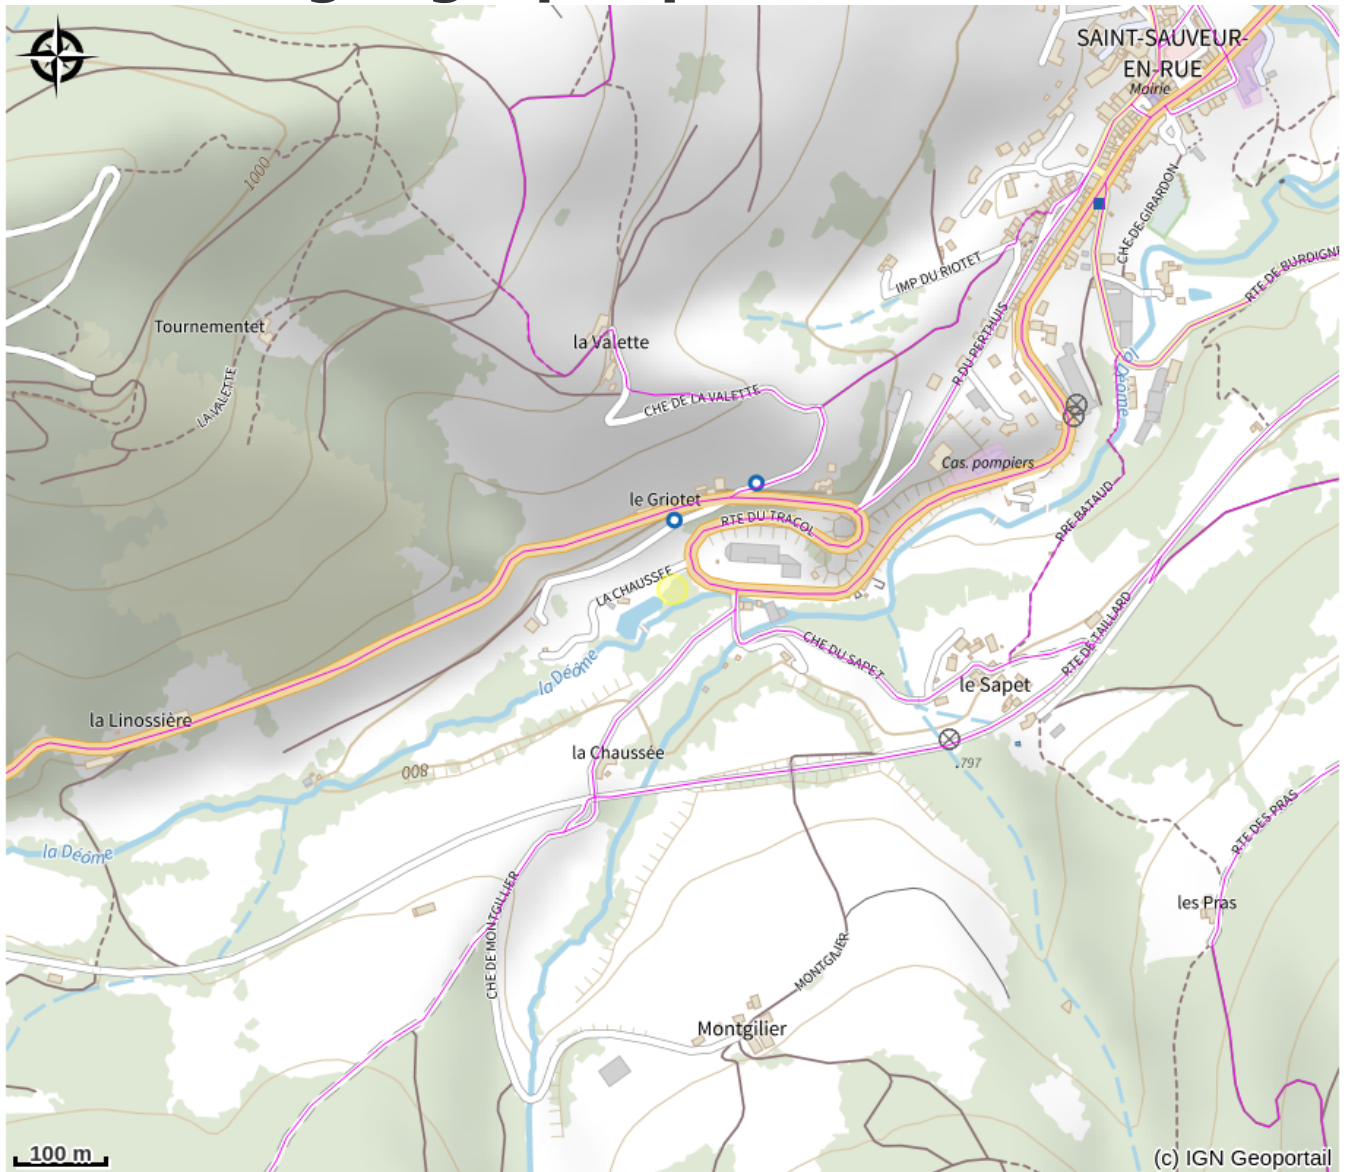 SAINT-SAUVEUR-
EN-RUE
Mairie
1000
CHE DE GIRARDON
IMP DU RIOTET
RTE DE BURDIGNE
Tournementet
la Valette
R DU PERTHUIS
la Déôme
LA VALETTE
CHE DE LA VALETTE
Cas. pompiers
le Griotet
RTE DU TRACOL
PRE BATAUD
LA CHAUSSEE
RTE DE TAILLARD
CHE DU SAPET
la Déôme
le Sapet
la Linossière
la Chaussée
.797
800
RTE DES PRAS
la Déôme
CHE DE MONTGILLIER
les Pras
MONTGILIER
Montgilier
100 m
(c) IGN Geoportail